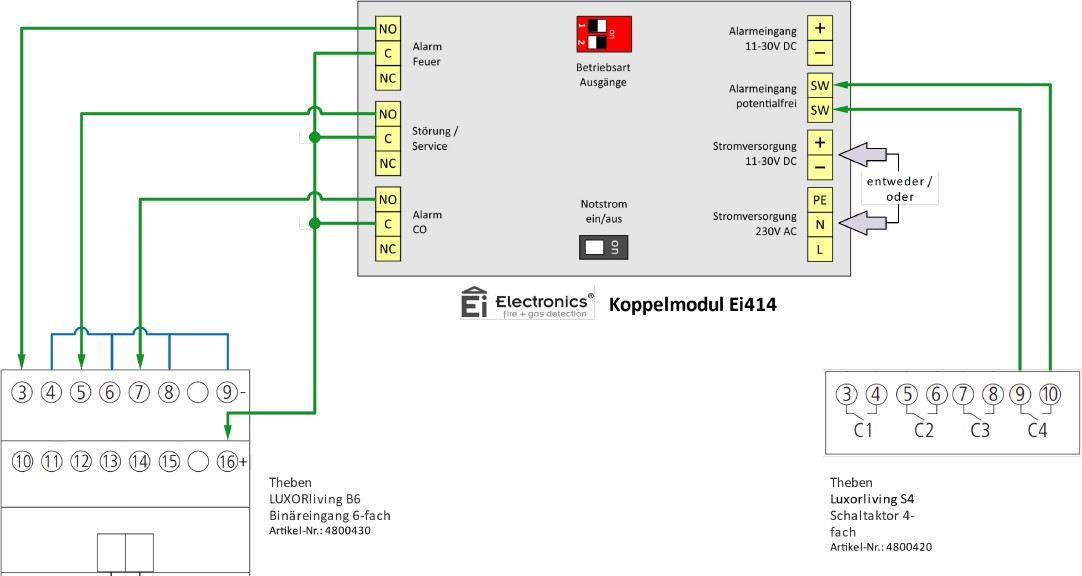 NO
C
NC
Alarm
Feuer
NO
C
NC
Störung /
Service
NO
C
NC
Alarm
CO
1
2
on
Betriebsart
Ausgänge
Notstrom
ein/aus
on
Alarmeingang
11-30V DC
+
−
Alarmeingang
potentialfrei
SW
SW
Stromversorgung
11-30V DC
+
−
Stromversorgung
230V AC
PE
N
L
entweder /
oder
Ei Electronics®
fire + gas detection
Koppelmodul Ei414
3 4 5 6 7 8 9 -
10 11 12 13 14 15 16 +
Theben
LUXORliving B6
Binäreingang 6-fach
Artikel-Nr.: 4800430
3 4 5 6 7 8 9 10
C1 C2 C3 C4
Theben
Luxorliving S4
Schaltaktor 4-
fach
Artikel-Nr.: 4800420